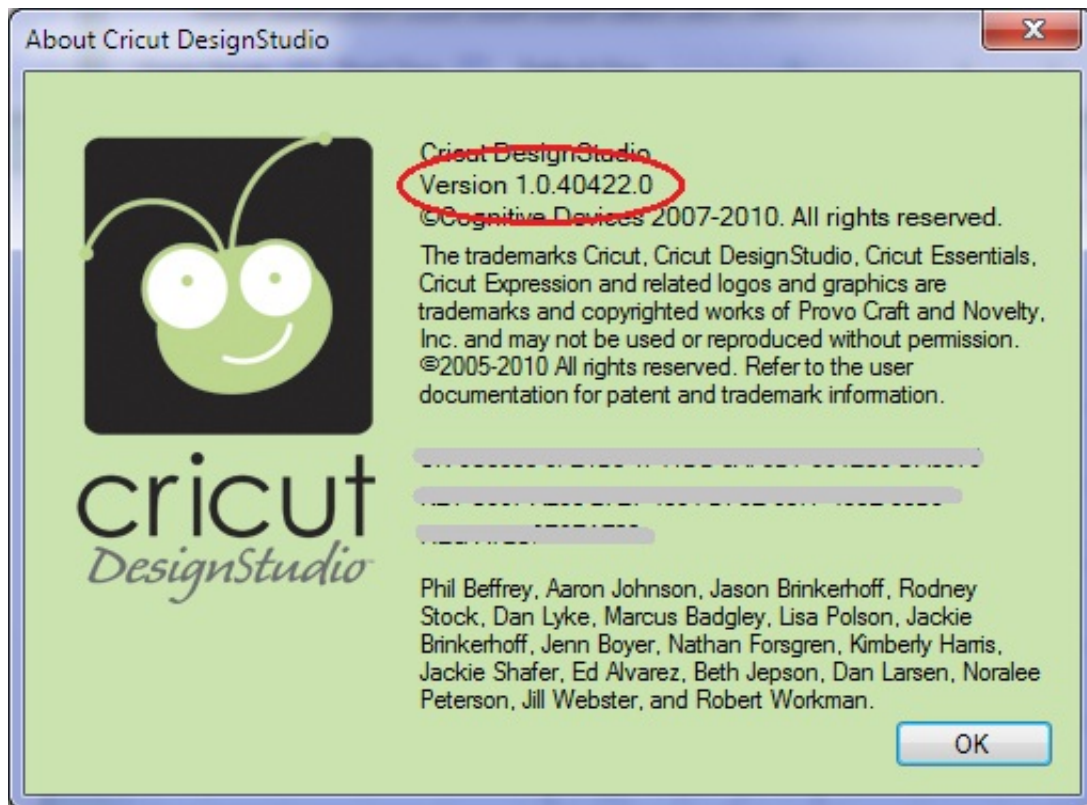 About Cricut DesignStudio
Cricut DesignStudio
Version 1.0.40422.0
©Cognitive Devices 2007-2010. All rights reserved.
The trademarks Cricut, Cricut DesignStudio, Cricut Essentials,
Cricut Expression and related logos and graphics are
trademarks and copyrighted works of Provo Craft and Novelty,
Inc. and may not be used or reproduced without permission.
©2005-2010 All rights reserved. Refer to the user
documentation for patent and trademark information.
cricut
DesignStudio
Phil Beffrey, Aaron Johnson, Jason Brinkerhoff, Rodney
Stock, Dan Lyke, Marcus Badgley, Lisa Polson, Jackie
Brinkerhoff, Jenn Boyer, Nathan Forsgren, Kimberly Harris,
Jackie Shafer, Ed Alvarez, Beth Jepson, Dan Larsen, Noralee
Peterson, Jill Webster, and Robert Workman.
OK